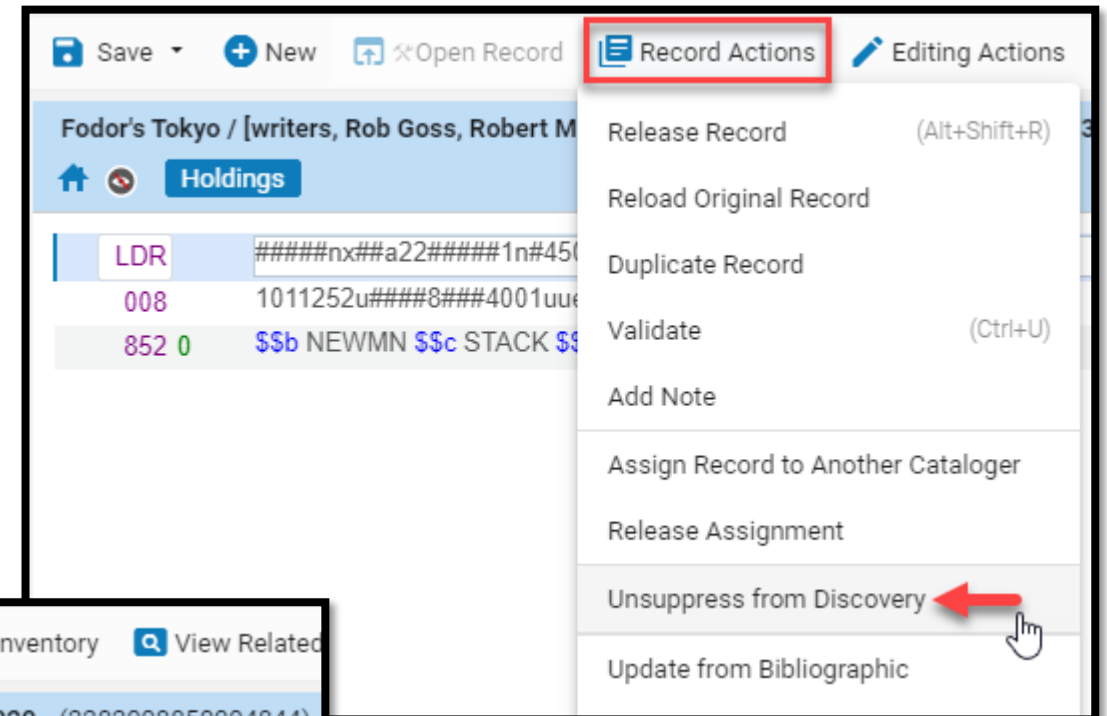 Save New Open Record Record Actions Editing Actions
Fodor's Tokyo / [writers, Rob Goss, Robert M
Holdings
LDR #####nx##a22#####1n#450
008 1011252u####8###4001uue
852 0 $$b NEWMN $$c STACK $$
Release Record (Alt+Shift+R)
Reload Original Record
Duplicate Record
Validate (Ctrl+U)
Add Note
Assign Record to Another Cataloger
Release Assignment
Unsuppress from Discovery
Update from Bibliographic
nventory View Related